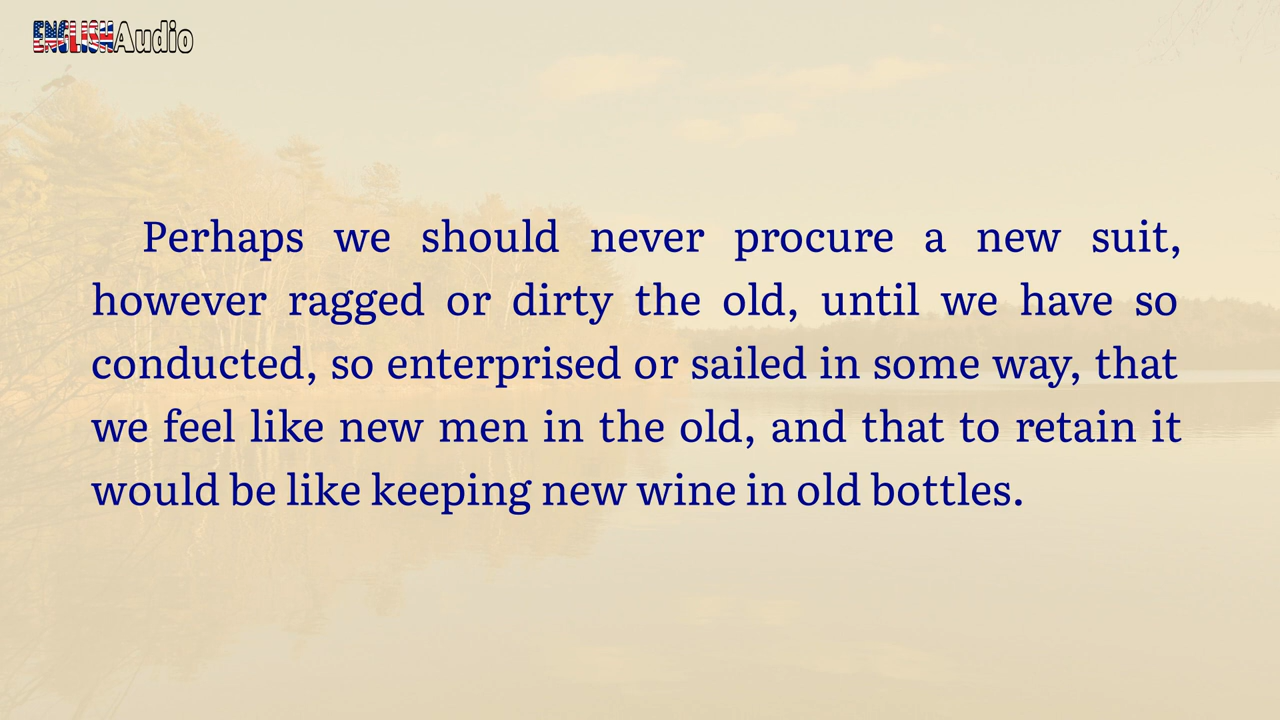 ENGLISHAudio
Perhaps we should never procure a new suit,
however ragged or dirty the old, until we have so
conducted, so enterprised or sailed in some way, that
we feel like new men in the old, and that to retain it
would be like keeping new wine in old bottles.